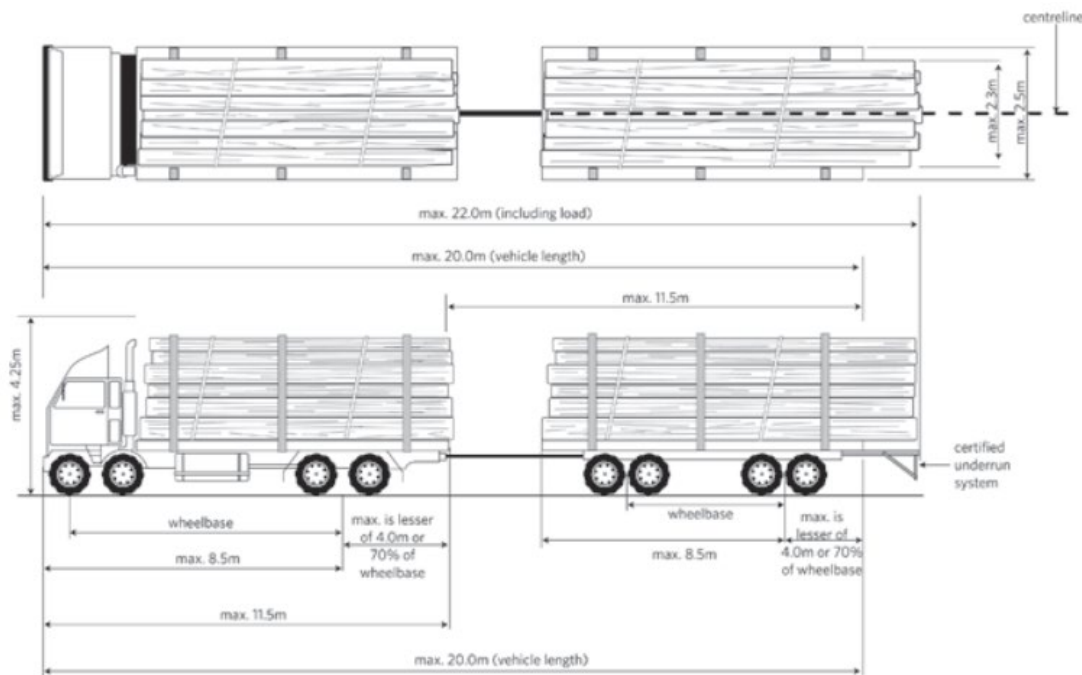 centreline
max. 2.3m
max. 2.5m
max. 22.0m (including load)
max. 20.0m (vehicle length)
max. 11.5m
max. 4.25m
certified
underrun
system
wheelbase
max. is lesser
of 4.0m or
70% of
wheelbase
max. 8.5m
wheelbase
max. is
lesser of
4.0m or 70%
of wheelbase
max. 8.5m
max. 11.5m
max. 20.0m (vehicle length)